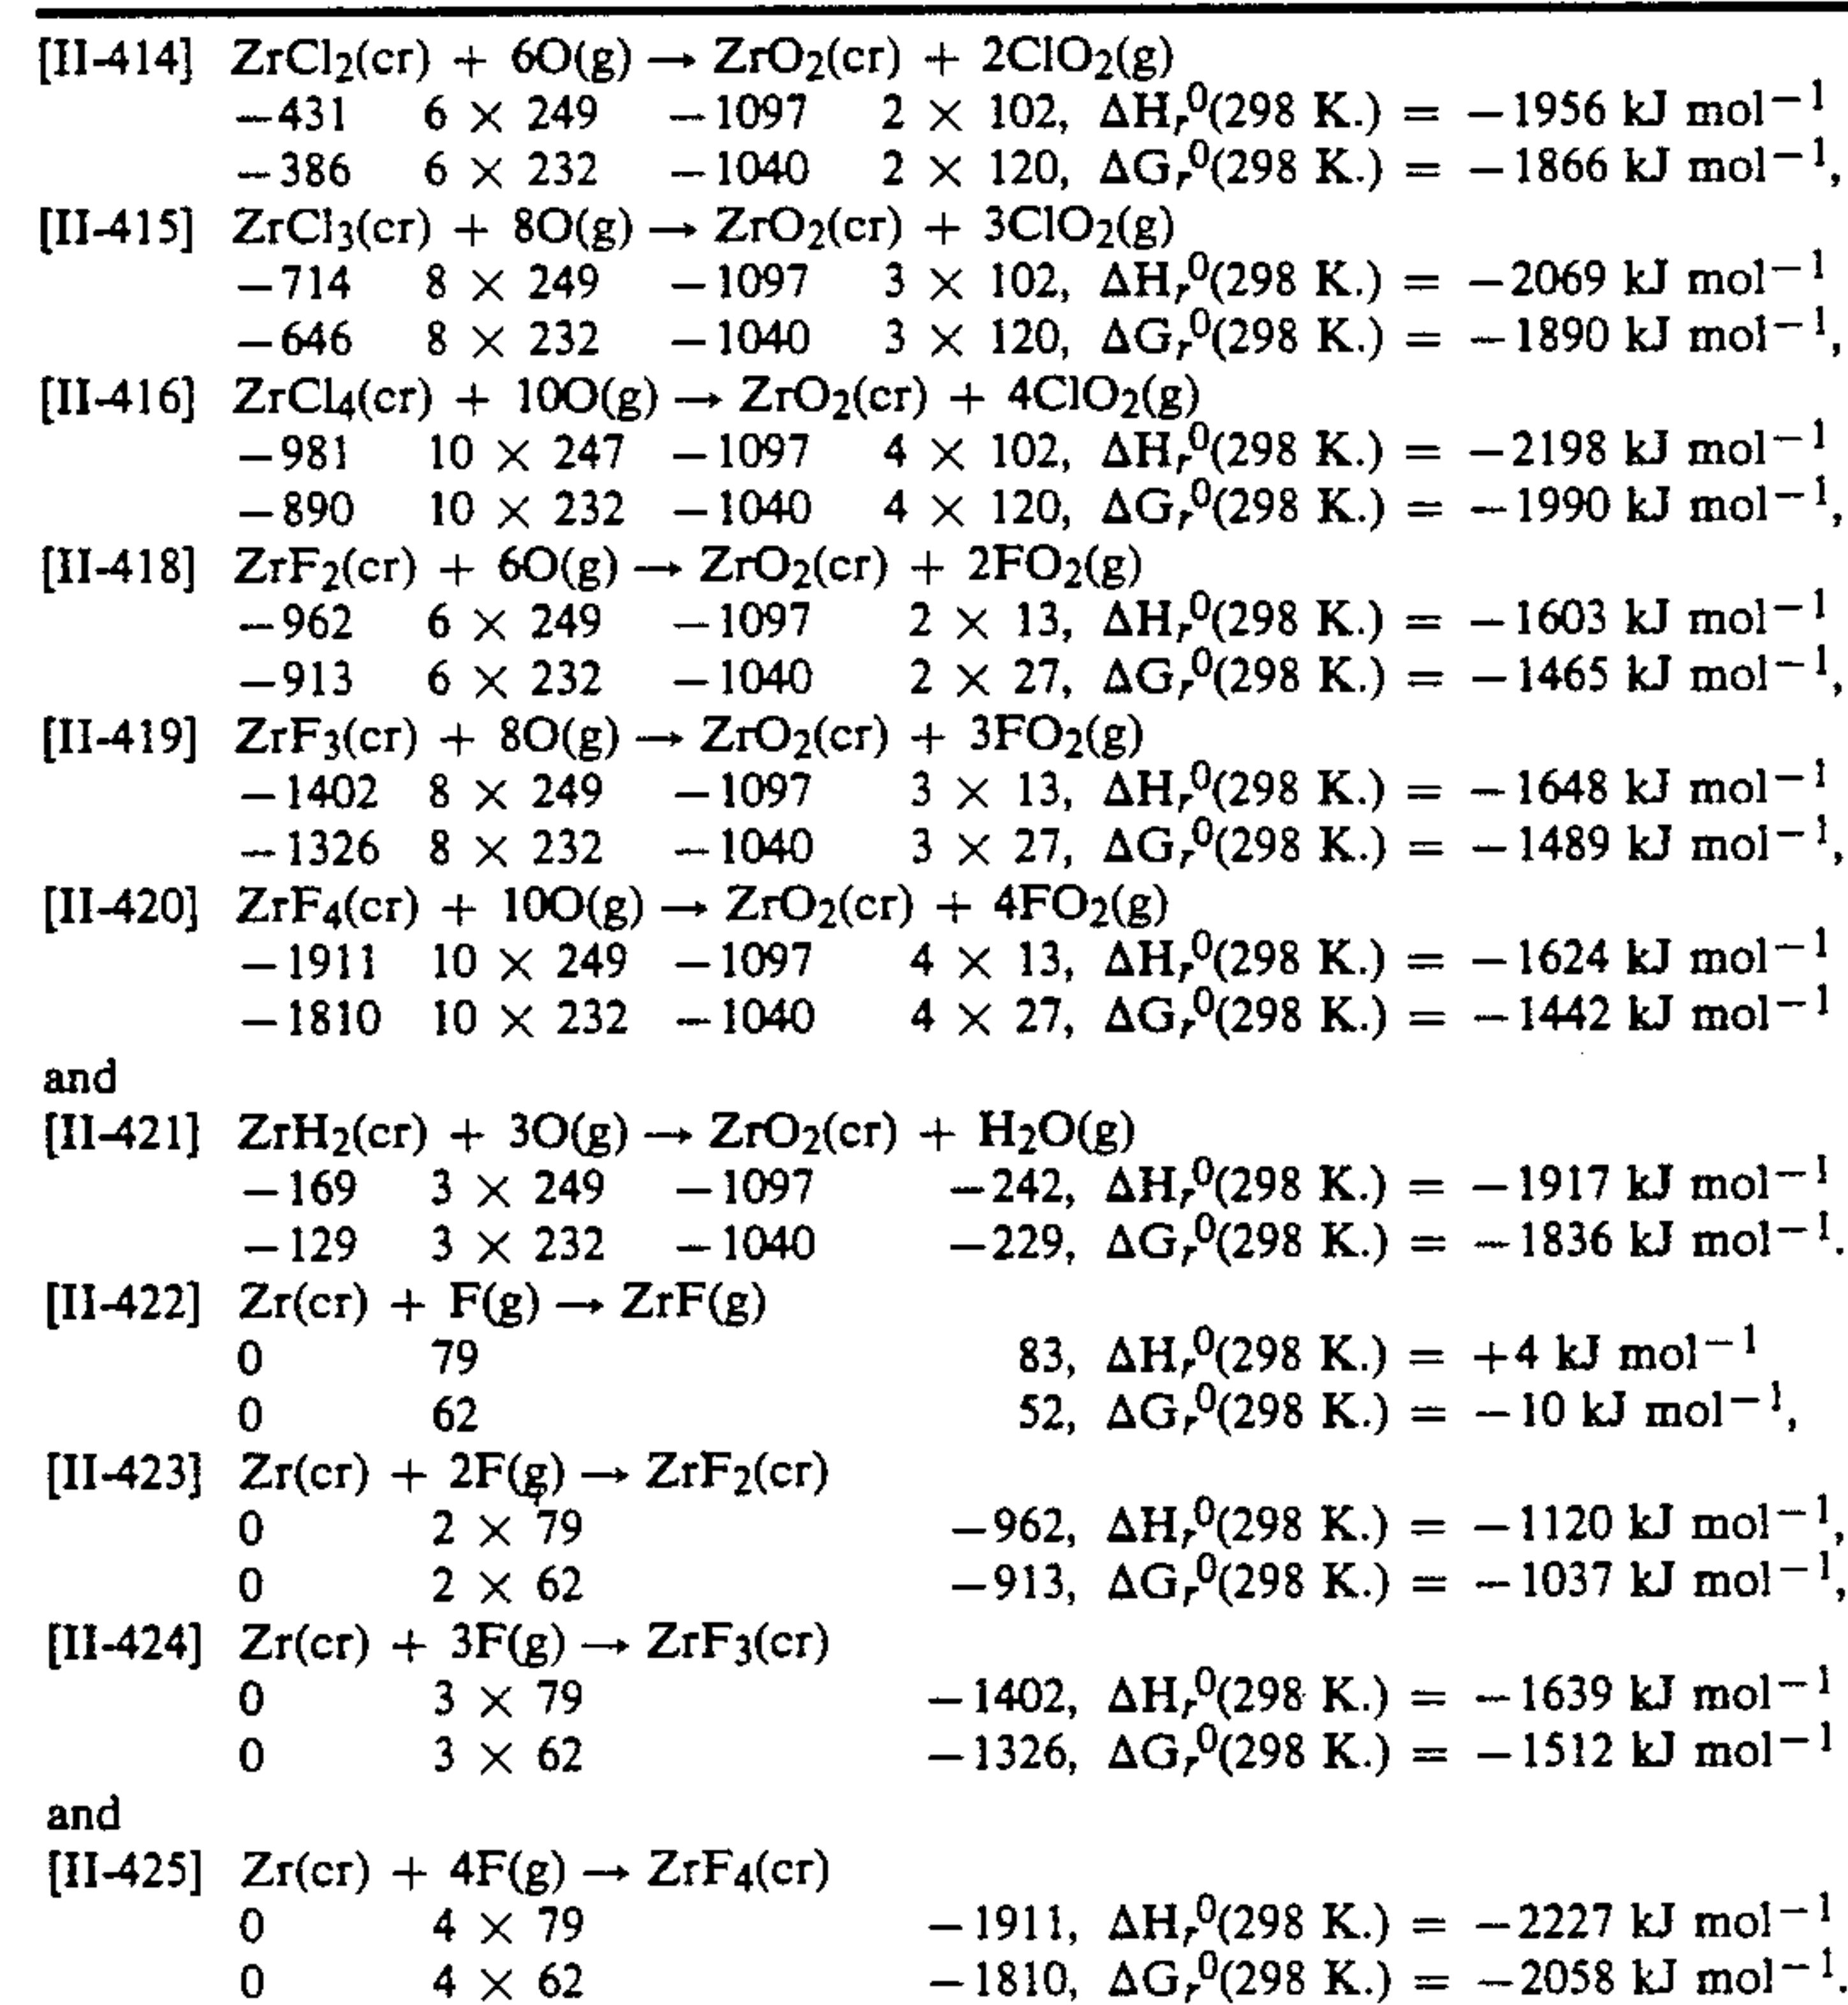 [II-414] ZrCl₂(cr) + 6O(g) → ZrO₂(cr) + 2ClO₂(g)
−431 6 × 249 −1097 2 × 102, ΔHᵣ⁰(298 K.) = −1956 kJ mol⁻¹
−386 6 × 232 −1040 2 × 120, ΔGᵣ⁰(298 K.) = −1866 kJ mol⁻¹,
[II-415] ZrCl₃(cr) + 8O(g) → ZrO₂(cr) + 3ClO₂(g)
−714 8 × 249 −1097 3 × 102, ΔHᵣ⁰(298 K.) = −2069 kJ mol⁻¹
−646 8 × 232 −1040 3 × 120, ΔGᵣ⁰(298 K.) = −1890 kJ mol⁻¹,
[II-416] ZrCl₄(cr) + 10O(g) → ZrO₂(cr) + 4ClO₂(g)
−981 10 × 247 −1097 4 × 102, ΔHᵣ⁰(298 K.) = −2198 kJ mol⁻¹
−890 10 × 232 −1040 4 × 120, ΔGᵣ⁰(298 K.) = −1990 kJ mol⁻¹,
[II-418] ZrF₂(cr) + 6O(g) → ZrO₂(cr) + 2FO₂(g)
−962 6 × 249 −1097 2 × 13, ΔHᵣ⁰(298 K.) = −1603 kJ mol⁻¹
−913 6 × 232 −1040 2 × 27, ΔGᵣ⁰(298 K.) = −1465 kJ mol⁻¹,
[II-419] ZrF₃(cr) + 8O(g) → ZrO₂(cr) + 3FO₂(g)
−1402 8 × 249 −1097 3 × 13, ΔHᵣ⁰(298 K.) = −1648 kJ mol⁻¹
−1326 8 × 232 −1040 3 × 27, ΔGᵣ⁰(298 K.) = −1489 kJ mol⁻¹,
[II-420] ZrF₄(cr) + 10O(g) → ZrO₂(cr) + 4FO₂(g)
−1911 10 × 249 −1097 4 × 13, ΔHᵣ⁰(298 K.) = −1624 kJ mol⁻¹
−1810 10 × 232 −1040 4 × 27, ΔGᵣ⁰(298 K.) = −1442 kJ mol⁻¹
and
[II-421] ZrH₂(cr) + 3O(g) → ZrO₂(cr) + H₂O(g)
−169 3 × 249 −1097 −242, ΔHᵣ⁰(298 K.) = −1917 kJ mol⁻¹
−129 3 × 232 −1040 −229, ΔGᵣ⁰(298 K.) = −1836 kJ mol⁻¹.
[II-422] Zr(cr) + F(g) → ZrF(g)
0 79 83, ΔHᵣ⁰(298 K.) = +4 kJ mol⁻¹
0 62 52, ΔGᵣ⁰(298 K.) = −10 kJ mol⁻¹,
[II-423] Zr(cr) + 2F(g) → ZrF₂(cr)
0 2 × 79 −962, ΔHᵣ⁰(298 K.) = −1120 kJ mol⁻¹,
0 2 × 62 −913, ΔGᵣ⁰(298 K.) = −1037 kJ mol⁻¹,
[II-424] Zr(cr) + 3F(g) → ZrF₃(cr)
0 3 × 79 −1402, ΔHᵣ⁰(298 K.) = −1639 kJ mol⁻¹
0 3 × 62 −1326, ΔGᵣ⁰(298 K.) = −1512 kJ mol⁻¹
and
[II-425] Zr(cr) + 4F(g) → ZrF₄(cr)
0 4 × 79 −1911, ΔHᵣ⁰(298 K.) = −2227 kJ mol⁻¹
0 4 × 62 −1810, ΔGᵣ⁰(298 K.) = −2058 kJ mol⁻¹.